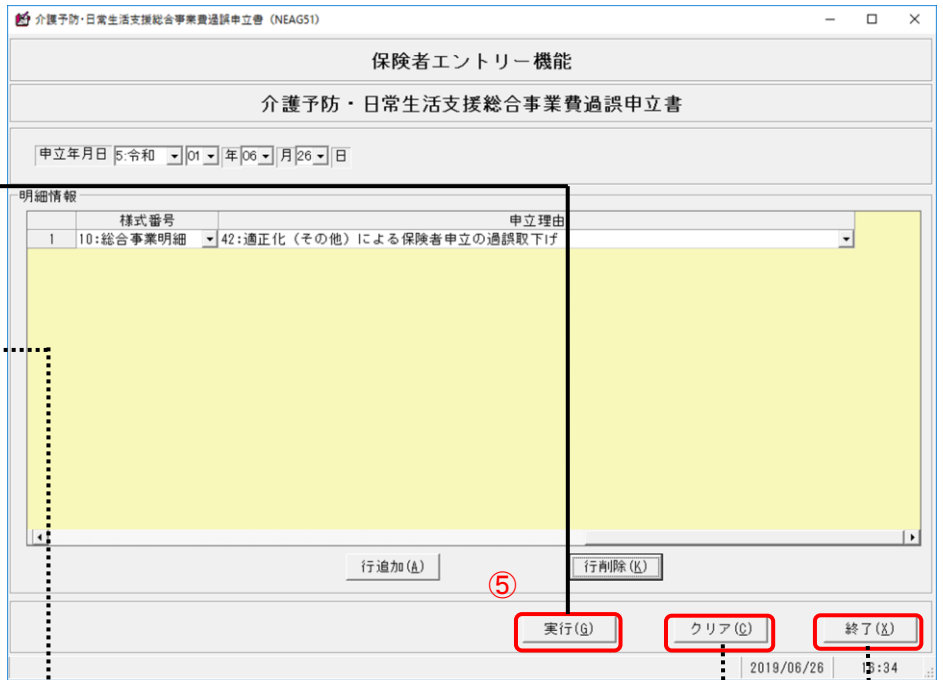 介護予防・日常生活支援総合事業費過誤申立書 (NEAG51)
保険者エントリー機能
介護予防・日常生活支援総合事業費過誤申立書
申立年月日 5:令和 01 年 06 月 26 日
明細情報
様式番号 申立理由
1 10:総合事業明細 42:適正化（その他）による保険者申立の過誤取下げ
行追加(A) 行削除(K)
⑤
実行(G) クリア(C) 終了(X)
2019/06/26 16:34